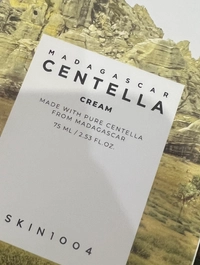 MADAGASCAR
CENTELLA
CREAM
MADE WITH PURE CENTELLA
FROM MADAGASCAR
75 ML / 2.53 FL.OZ.
SKIN1004